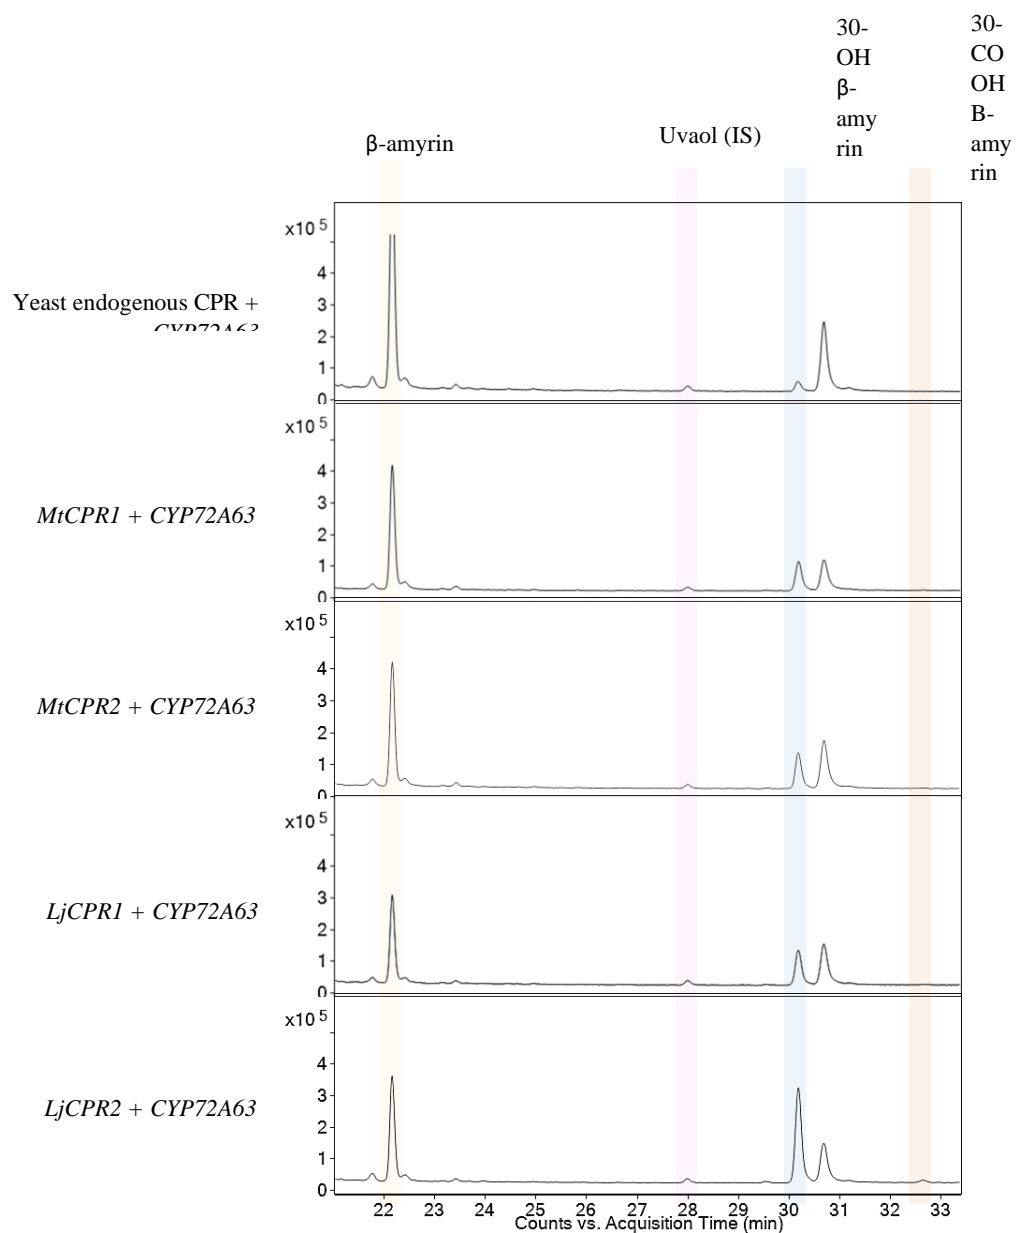 30-
OH
β-
amy
rin
30-
CO
OH
B-
amy
rin
β-amyrin
Uvaol (IS)
Yeast endogenous CPR +
CYP72A63
x10 5
4
3
2
1
0
MtCPR1 + CYP72A63
x10 5
4
3
2
1
0
MtCPR2 + CYP72A63
x10 5
4
3
2
1
0
LjCPR1 + CYP72A63
x10 5
4
3
2
1
0
LjCPR2 + CYP72A63
x10 5
4
3
2
1
0
22 23 24 25 26 27 28 29 30 31 32 33
Counts vs. Acquisition Time (min)